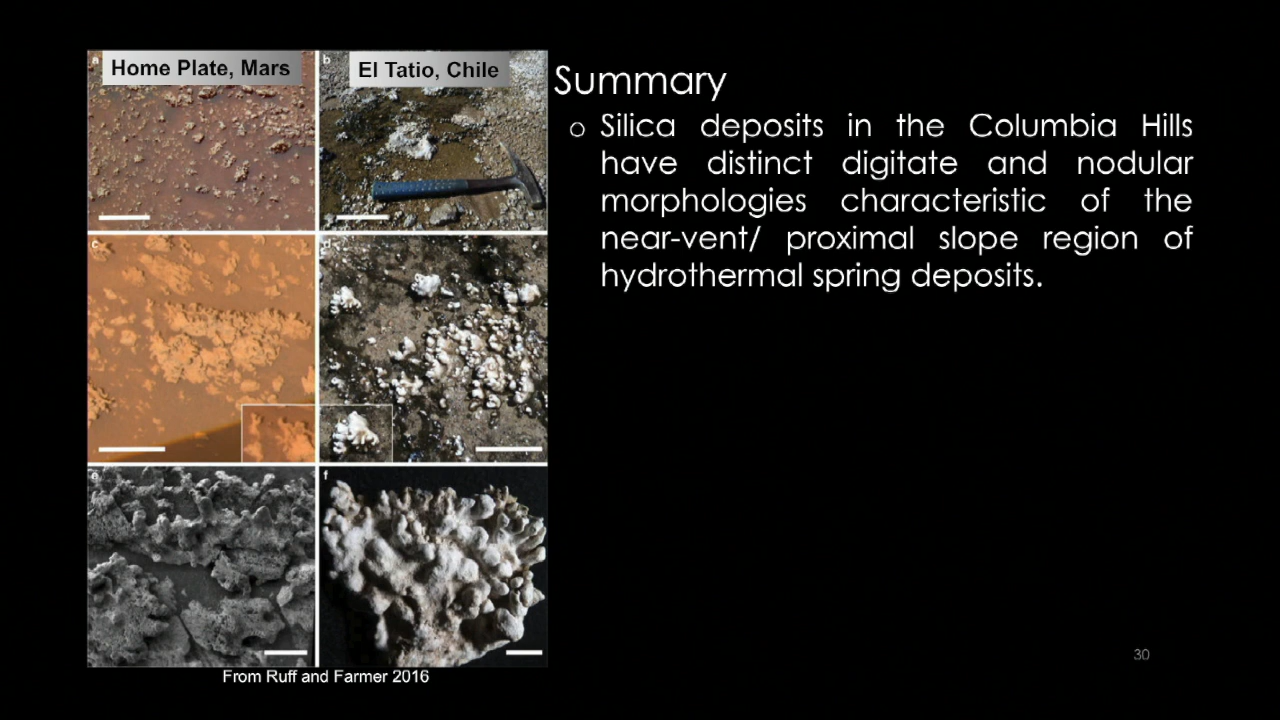 Home Plate, Mars
El Tatio, Chile
a
b
c
d
e
f
Summary
o Silica deposits in the Columbia Hills
have distinct digitate and nodular
morphologies characteristic of the
near-vent/ proximal slope region of
hydrothermal spring deposits.
From Ruff and Farmer 2016
30